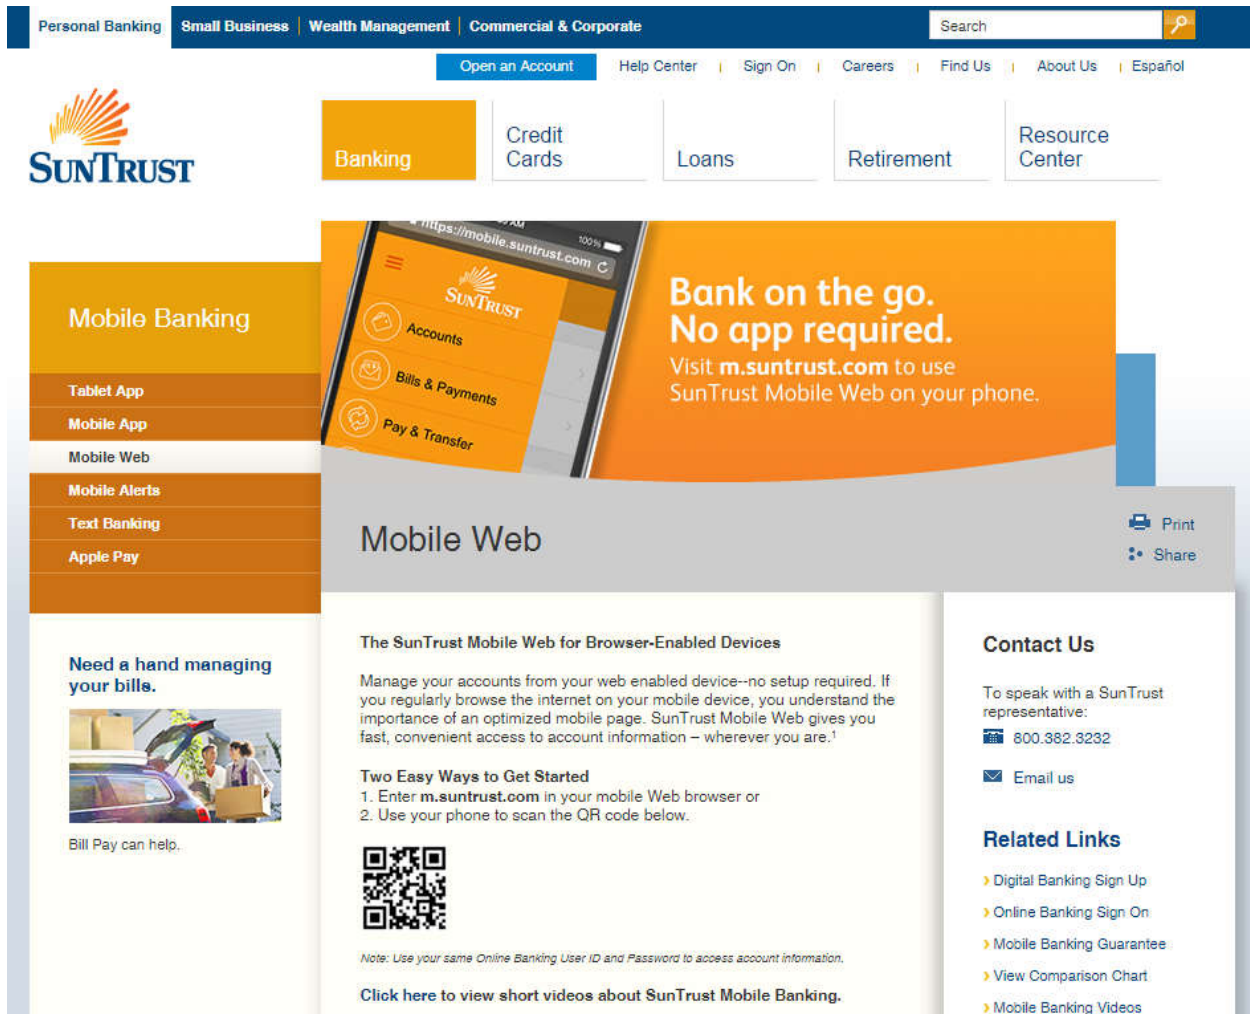 Personal Banking
Small Business
Wealth Management
Commercial & Corporate
Search
Open an Account
Help Center
Sign On
Careers
Find Us
About Us
Español
SUNTRUST
Banking
Credit
Cards
Loans
Retirement
Resource
Center
Mobile Banking
Tablet App
Mobile App
Mobile Web
Mobile Alerts
Text Banking
Apple Pay
https://mobile.suntrust.com
100%
SUNTRUST
Accounts
Bills & Payments
Pay & Transfer
Bank on the go.
No app required.
Visit m.suntrust.com to use
SunTrust Mobile Web on your phone.
Mobile Web
Print
Share
Need a hand managing
your bills.
Bill Pay can help.
The SunTrust Mobile Web for Browser-Enabled Devices
Manage your accounts from your web enabled device--no setup required. If
you regularly browse the internet on your mobile device, you understand the
importance of an optimized mobile page. SunTrust Mobile Web gives you
fast, convenient access to account information – wherever you are.¹
Two Easy Ways to Get Started
1. Enter m.suntrust.com in your mobile Web browser or
2. Use your phone to scan the QR code below.
Note: Use your same Online Banking User ID and Password to access account information.
Click here to view short videos about SunTrust Mobile Banking.
Contact Us
To speak with a SunTrust
representative:
800.382.3232
Email us
Related Links
Digital Banking Sign Up
Online Banking Sign On
Mobile Banking Guarantee
View Comparison Chart
Mobile Banking Videos